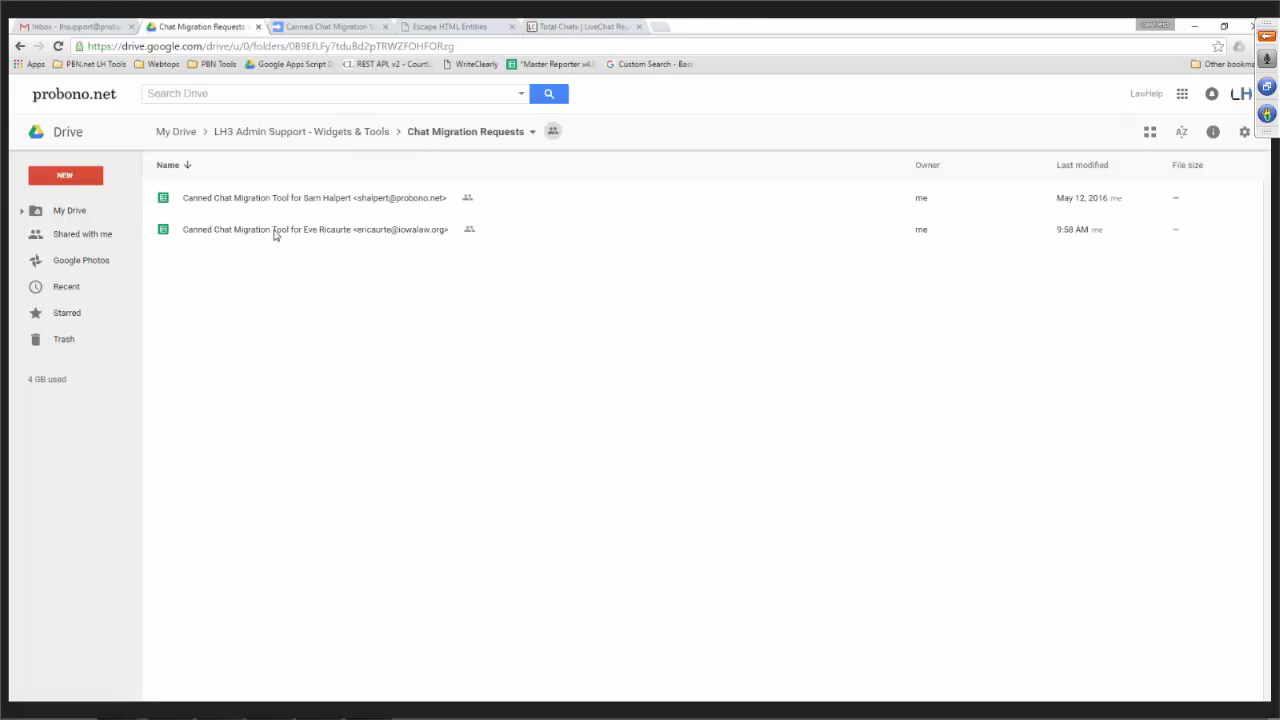 Inbox - lhsupport@prob
Chat Migration Requests
Canned Chat Migration S
Escape HTML Entities
Total Chats | LiveChat Re
LawHelp
https://drive.google.com/drive/u/0/folders/
Apps PBN.net LH Tools Webtops PBN Tools Google Apps Script D REST API, v2 - CourtL WriteClearly *Master Reporter v4. Custom Search - Basi Other bookma
probono.net
Search Drive
LawHelp
LH
Drive
My Drive > LH3 Admin Support - Widgets & Tools > Chat Migration Requests
AZ
NEW
Name
Owner
Last modified
File size
Canned Chat Migration Tool for Sam Halpert <shalpert@probono.net>
me
May 12, 2016 me
–
Canned Chat Migration Tool for Eve Ricaurte <ericaurte@iowalaw.org>
me
9:58 AM me
–
My Drive
Shared with me
Google Photos
Recent
Starred
Trash
4 GB used